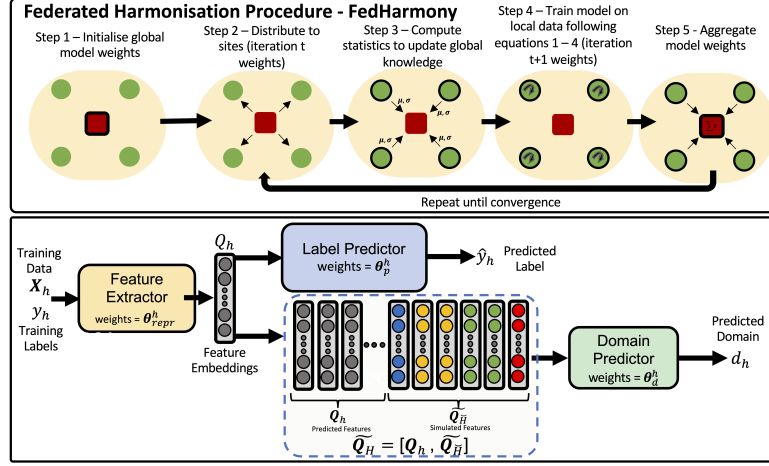 Federated Harmonisation Procedure - FedHarmony
Step 1 – Initialise global
model weights
Step 2 – Distribute to
sites (iteration t
weights)
Step 3 – Compute
statistics to update global
knowledge
Step 4 – Train model on
local data following
equations 1 – 4 (iteration
t+1 weights)
Step 5 - Aggregate
model weights
μ, σ
μ, σ
μ, σ
μ, σ
Repeat until convergence
Training
Data
X_h
y_h
Training
Labels
Feature
Extractor
weights = θ^h_repr
Q_h
Feature
Embeddings
Label Predictor
weights = θ^h_p
ŷ_h
Predicted
Label
Q_h
Predicted Features
Q̃_H̄
Simulated Features
Q̃_H = [Q_h , Q̃_H̄]
Domain
Predictor
weights = θ^h_d
Predicted
Domain
d_h